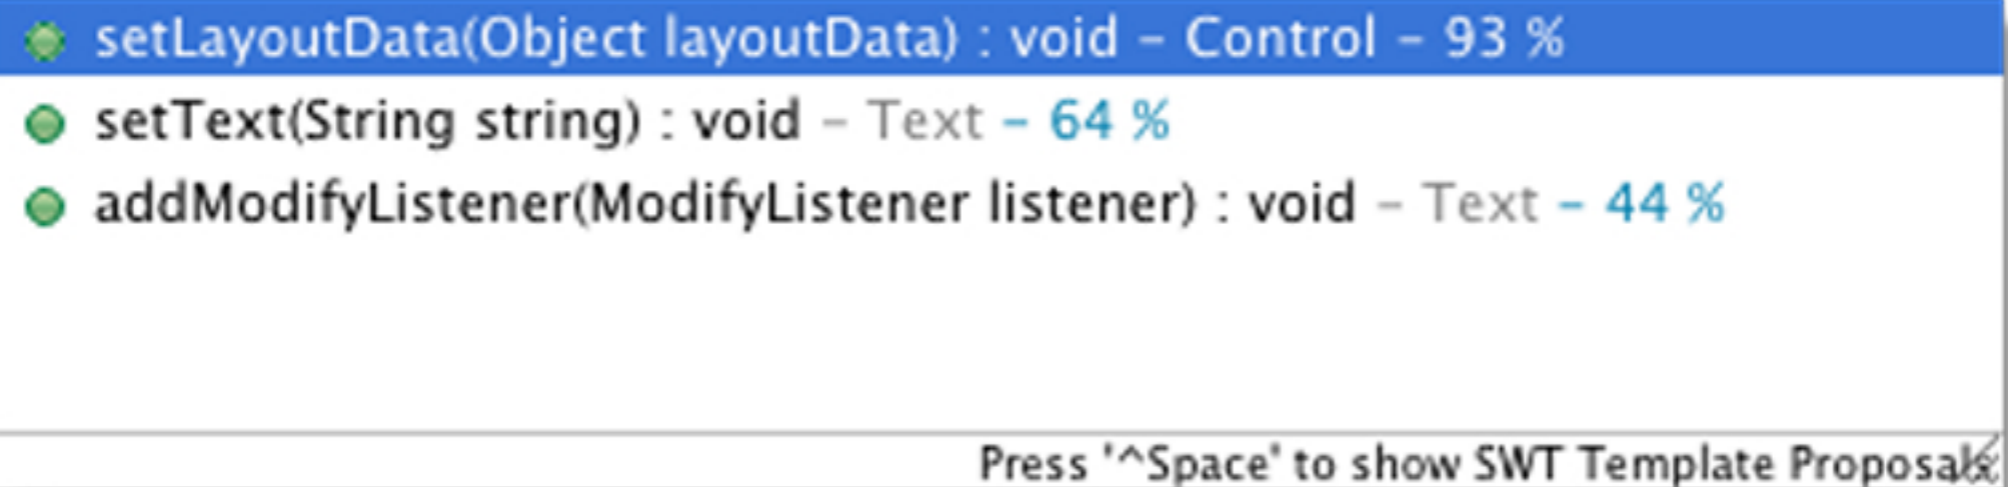 setLayoutData(Object layoutData) : void – Control – 93 %
setText(String string) : void – Text – 64 %
addModifyListener(ModifyListener listener) : void – Text – 44 %
Press '^Space' to show SWT Template Proposals